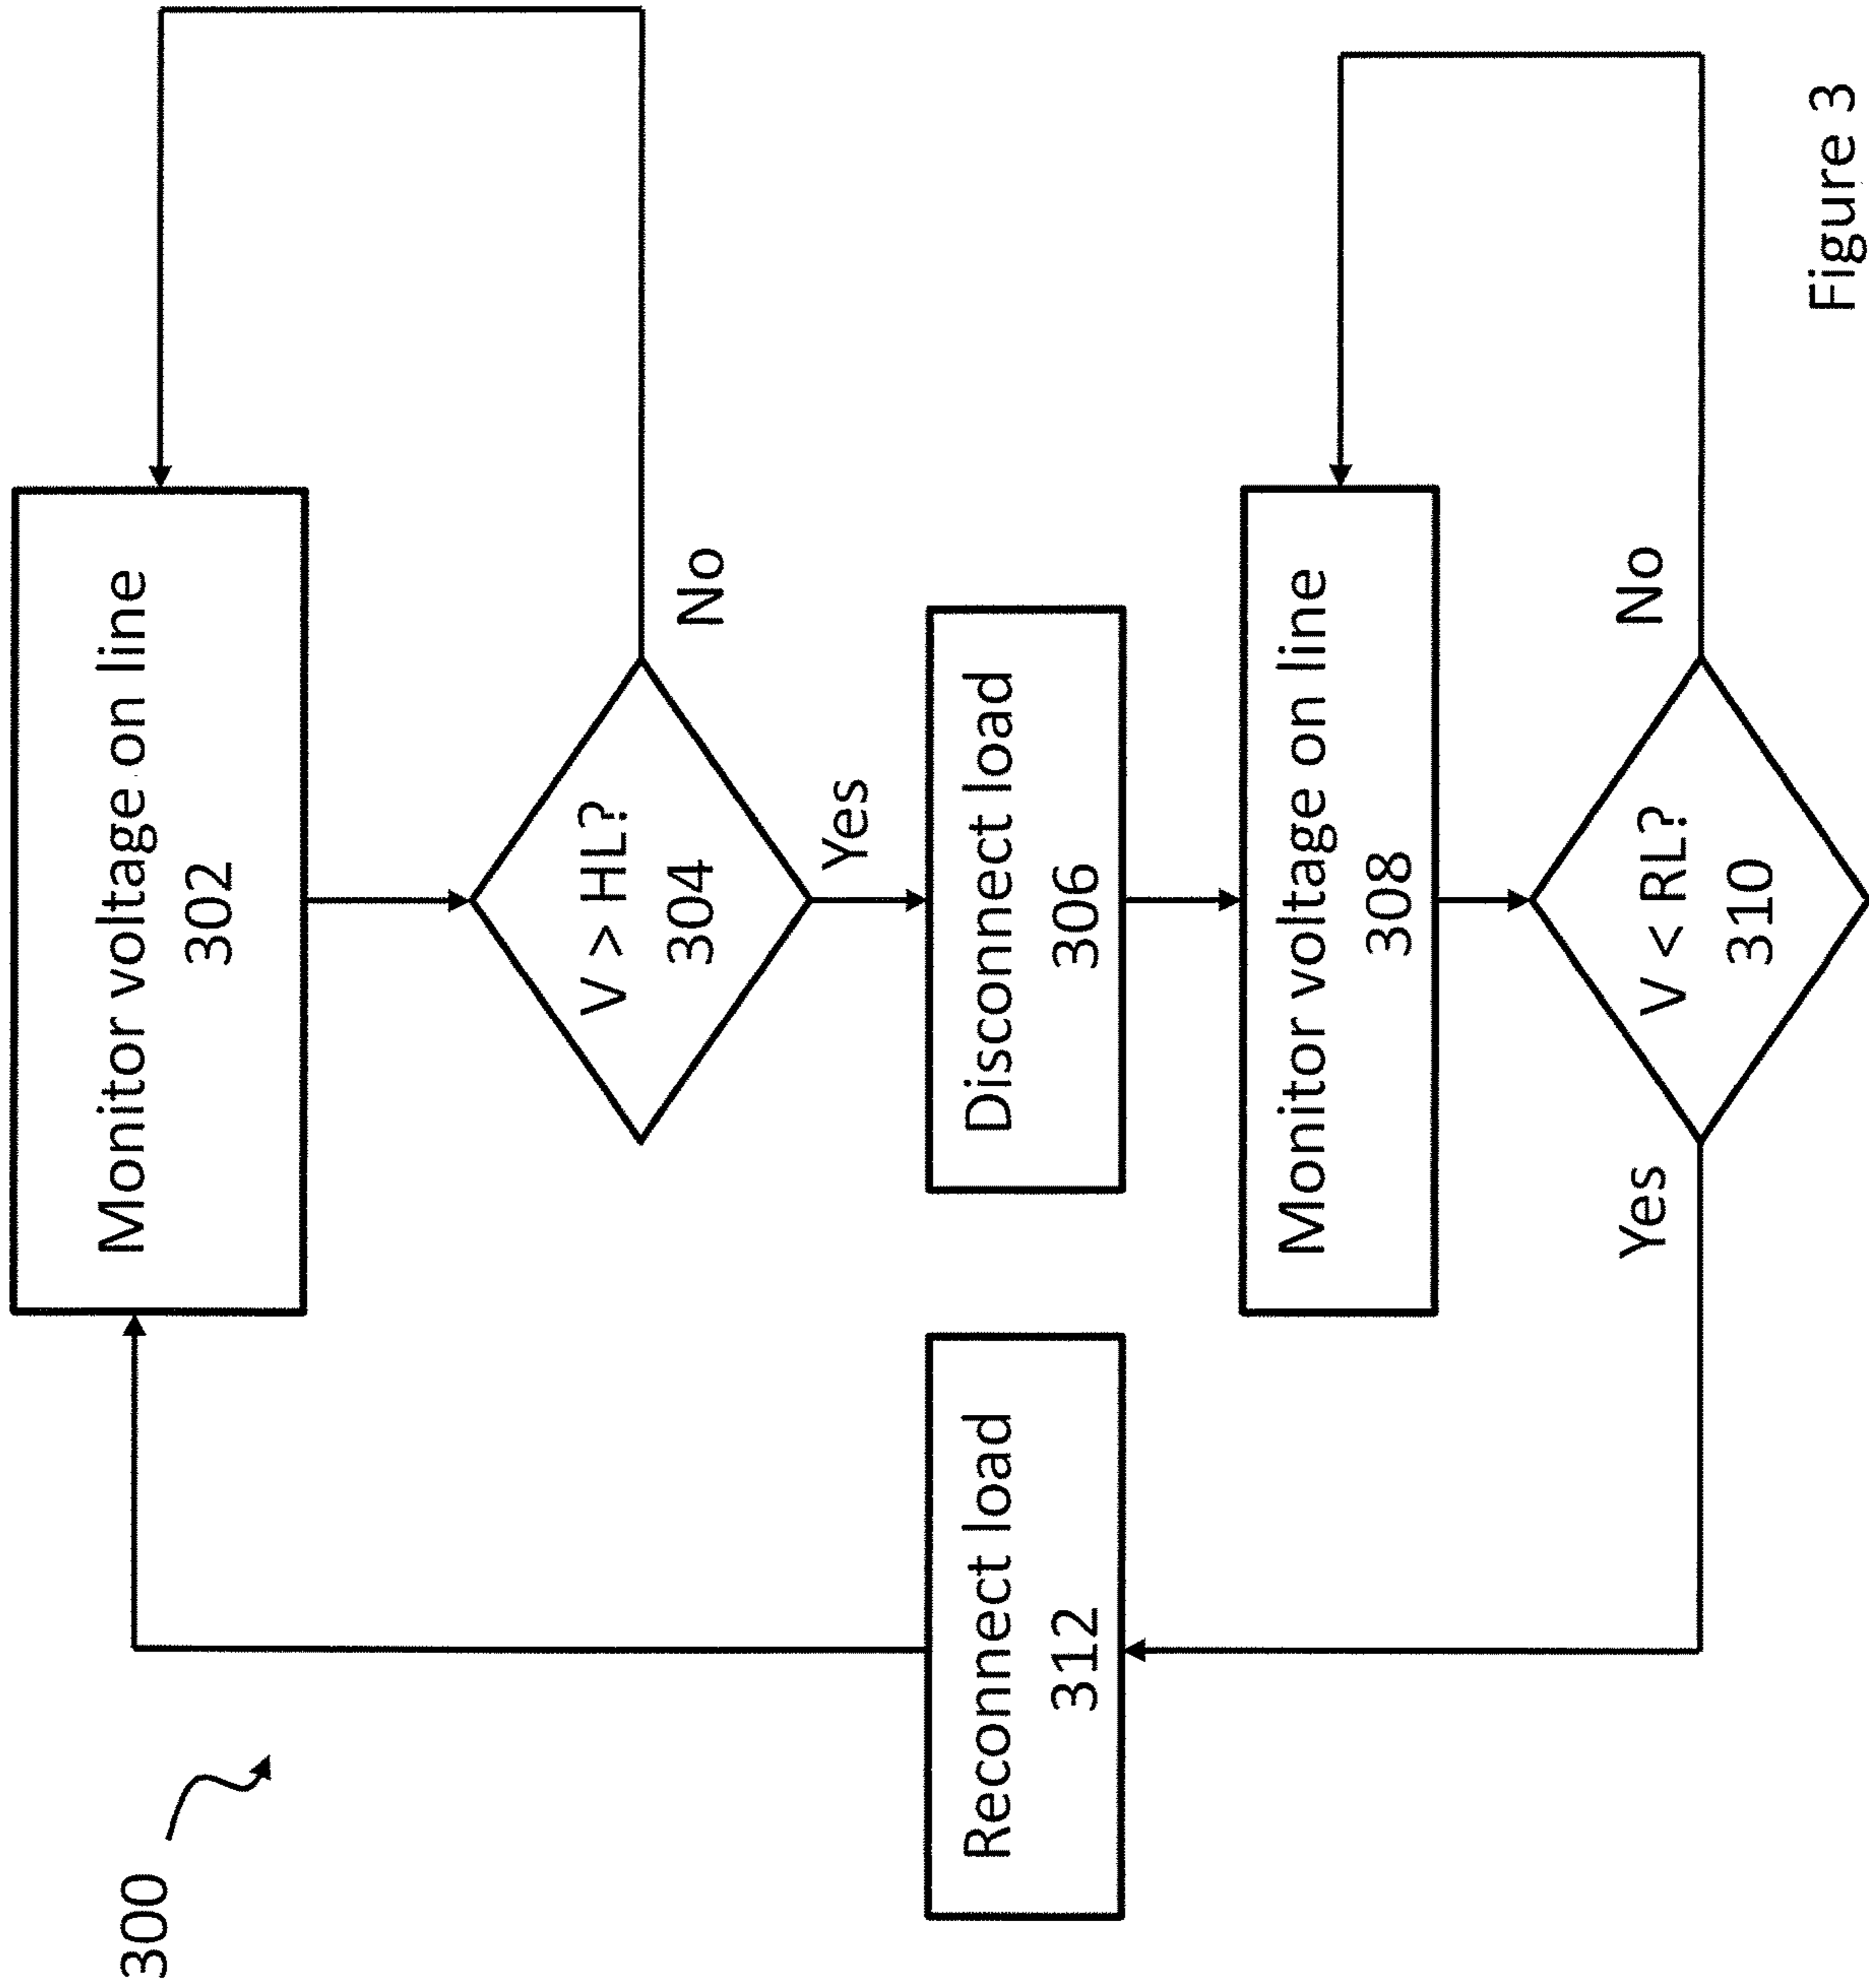 300
Monitor voltage on line
302
V > HL?
304
No
Yes
Disconnect load
306
Reconnect load
312
Monitor voltage on line
308
V < RL?
310
Yes
No
Figure 3